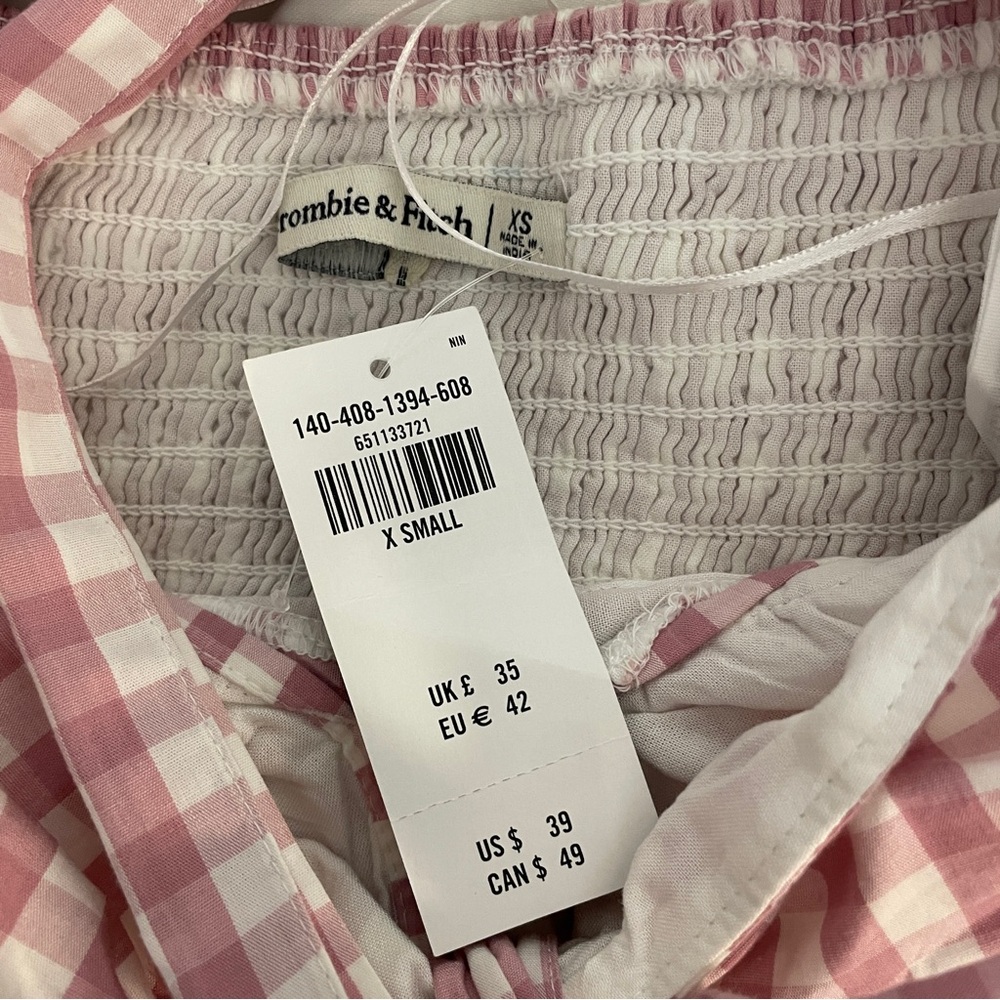 rombie & Fitch
XS
MADE IN
INDIA
NIN
140-408-1394-608
651133721
X SMALL
UK £ 35
EU € 42
US $ 39
CAN $ 49